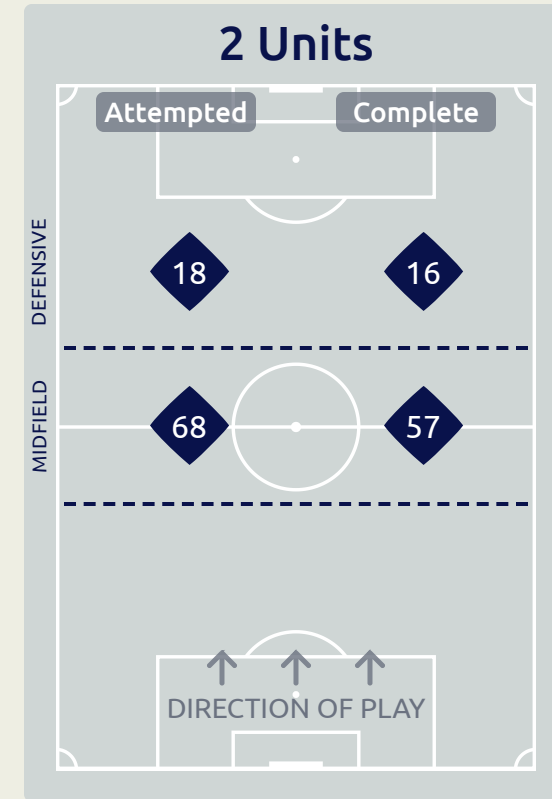 2 Units
Attempted Complete
DEFENSIVE
18 16
MIDFIELD
68 57
DIRECTION OF PLAY